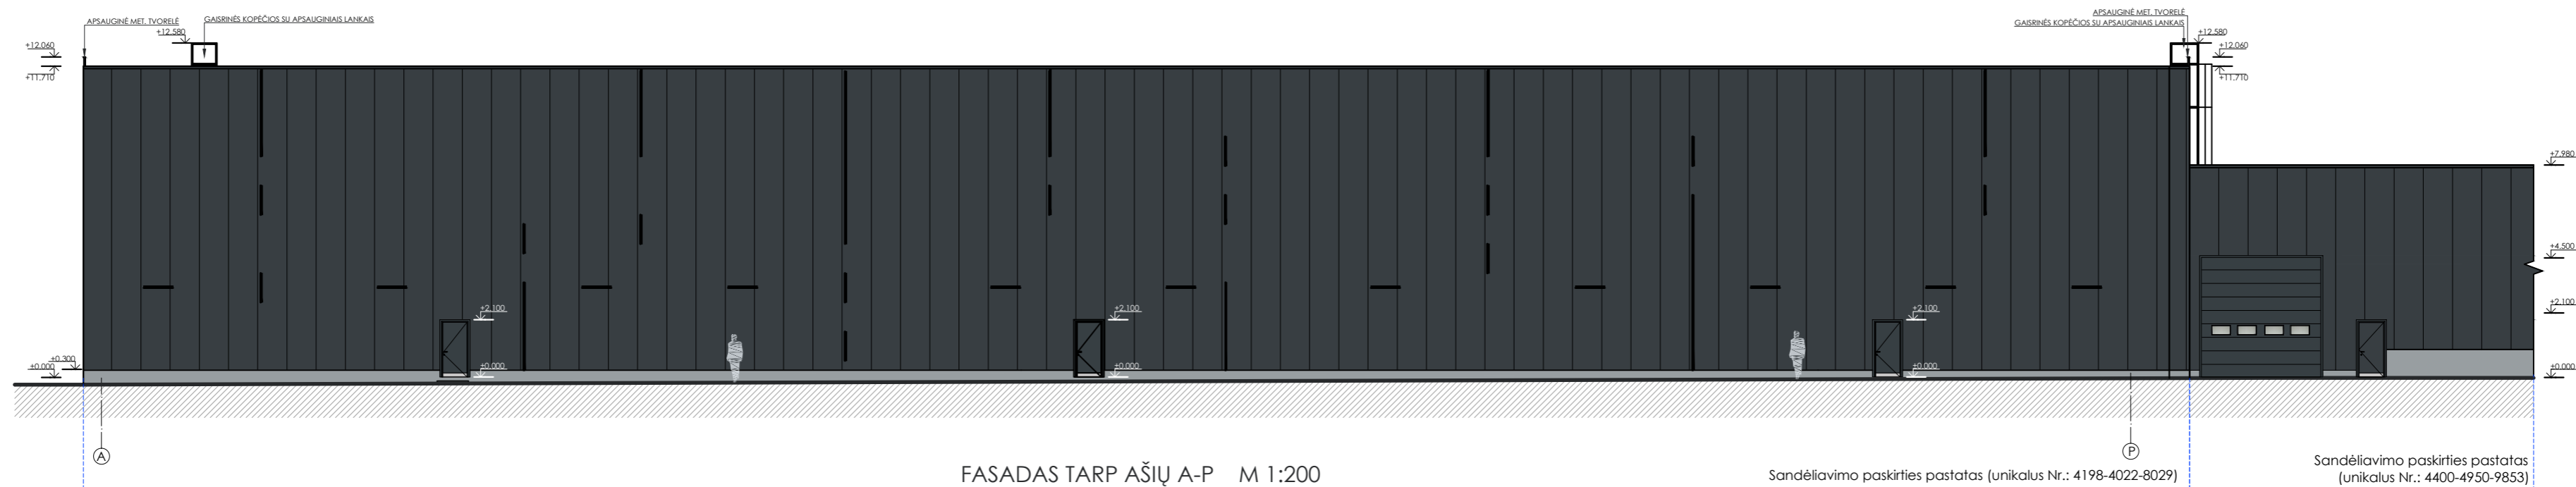 APSAUGINĖ MET. TVORELĖ
GAISRINĖS KOPĖČIOS SU APSAUGINIAIS LANKAIS
+12.580
+12.060
+11.710
APSAUGINĖ MET. TVORELĖ
GAISRINĖS KOPĖČIOS SU APSAUGINIAIS LANKAIS
+12.580
+12.060
+11.710
+7.980
+4.500
+2.100
+2.100
+2.100
+2.100
+0.300
±0.000
±0.000
±0.000
±0.000
±0.000
A
P
FASADAS TARP AŠIŲ A-P M 1:200
Sandėliavimo paskirties pastatas (unikalus Nr.: 4198-4022-8029)
Sandėliavimo paskirties pastatas
(unikalus Nr.: 4400-4950-9853)